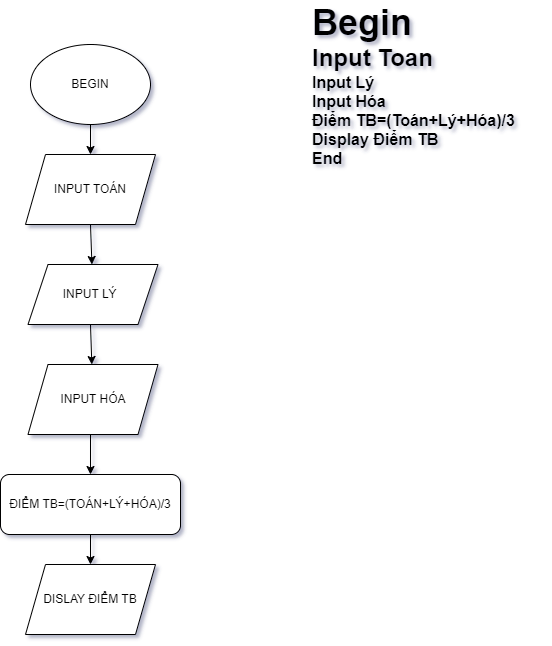 BEGIN
INPUT TOÁN
INPUT LÝ
INPUT HÓA
ĐIỂM TB=(TOÁN+LÝ+HÓA)/3
DISLAY ĐIỂM TB
Begin
Input Toan
Input Lý
Input Hóa
Điểm TB=(Toán+Lý+Hóa)/3
Display Điểm TB
End